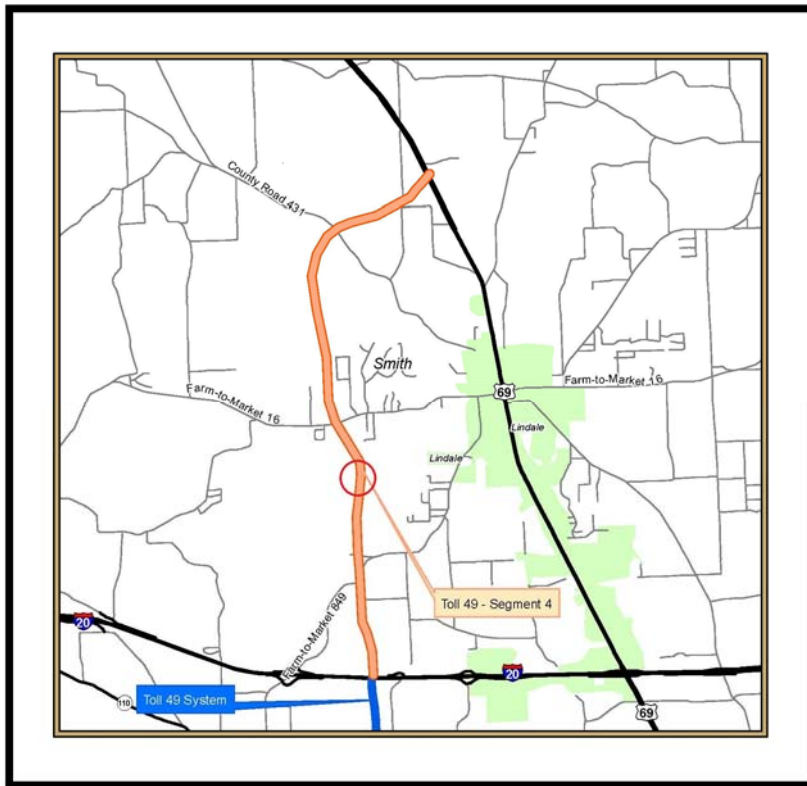 County Road 431
Smith
Farm-to-Market 16
Farm-to-Market 16
69
Lindale
Lindale
Toll 49 - Segment 4
Farm-to-Market 849
20
20
110
Toll 49 System
69